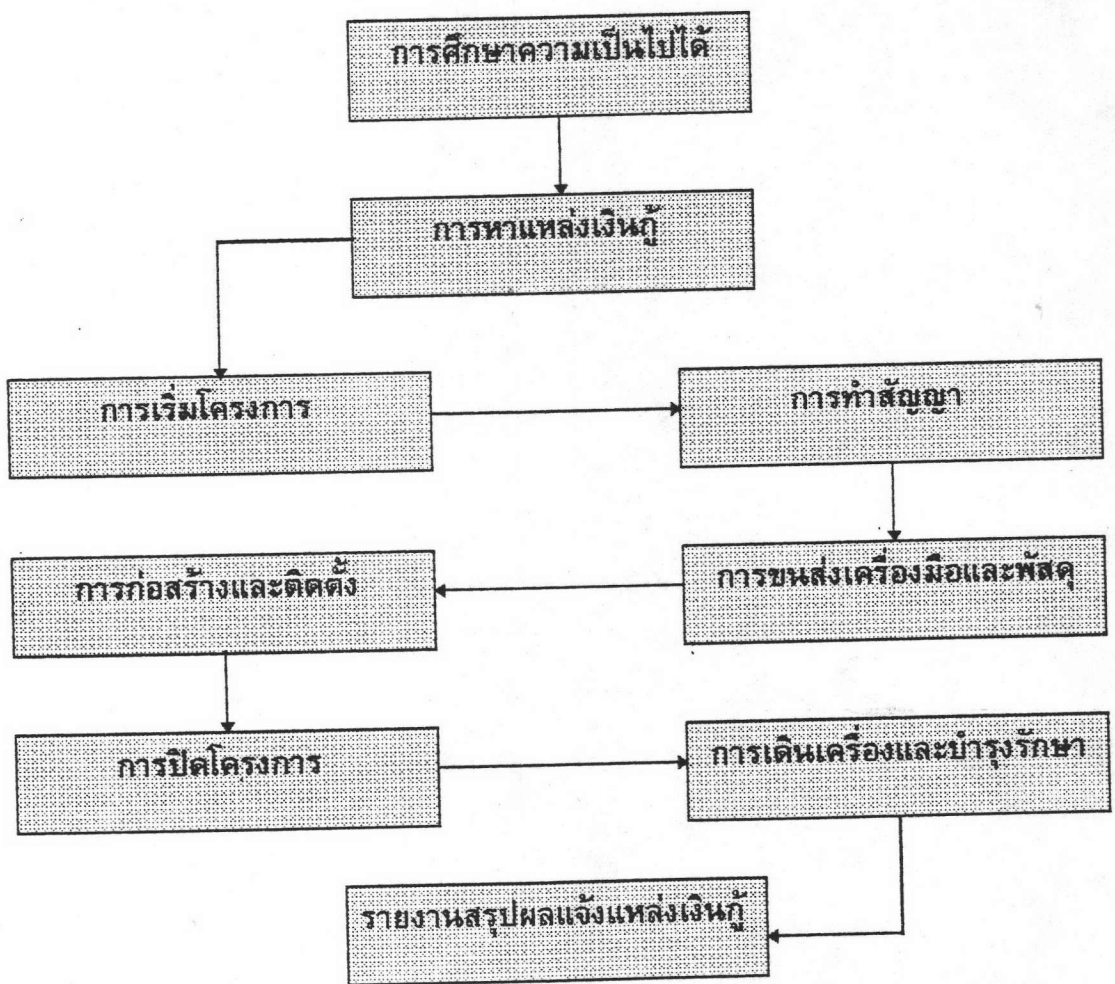 การศึกษาความเป็นไปได้
การหาแหล่งเงินกู้
การเริ่มโครงการ
การทำสัญญา
การขนส่งเครื่องมือและพัสดุ
การก่อสร้างและติดตั้ง
การปิดโครงการ
การเดินเครื่องและบำรุงรักษา
รายงานสรุปผลแจ้งแหล่งเงินกู้